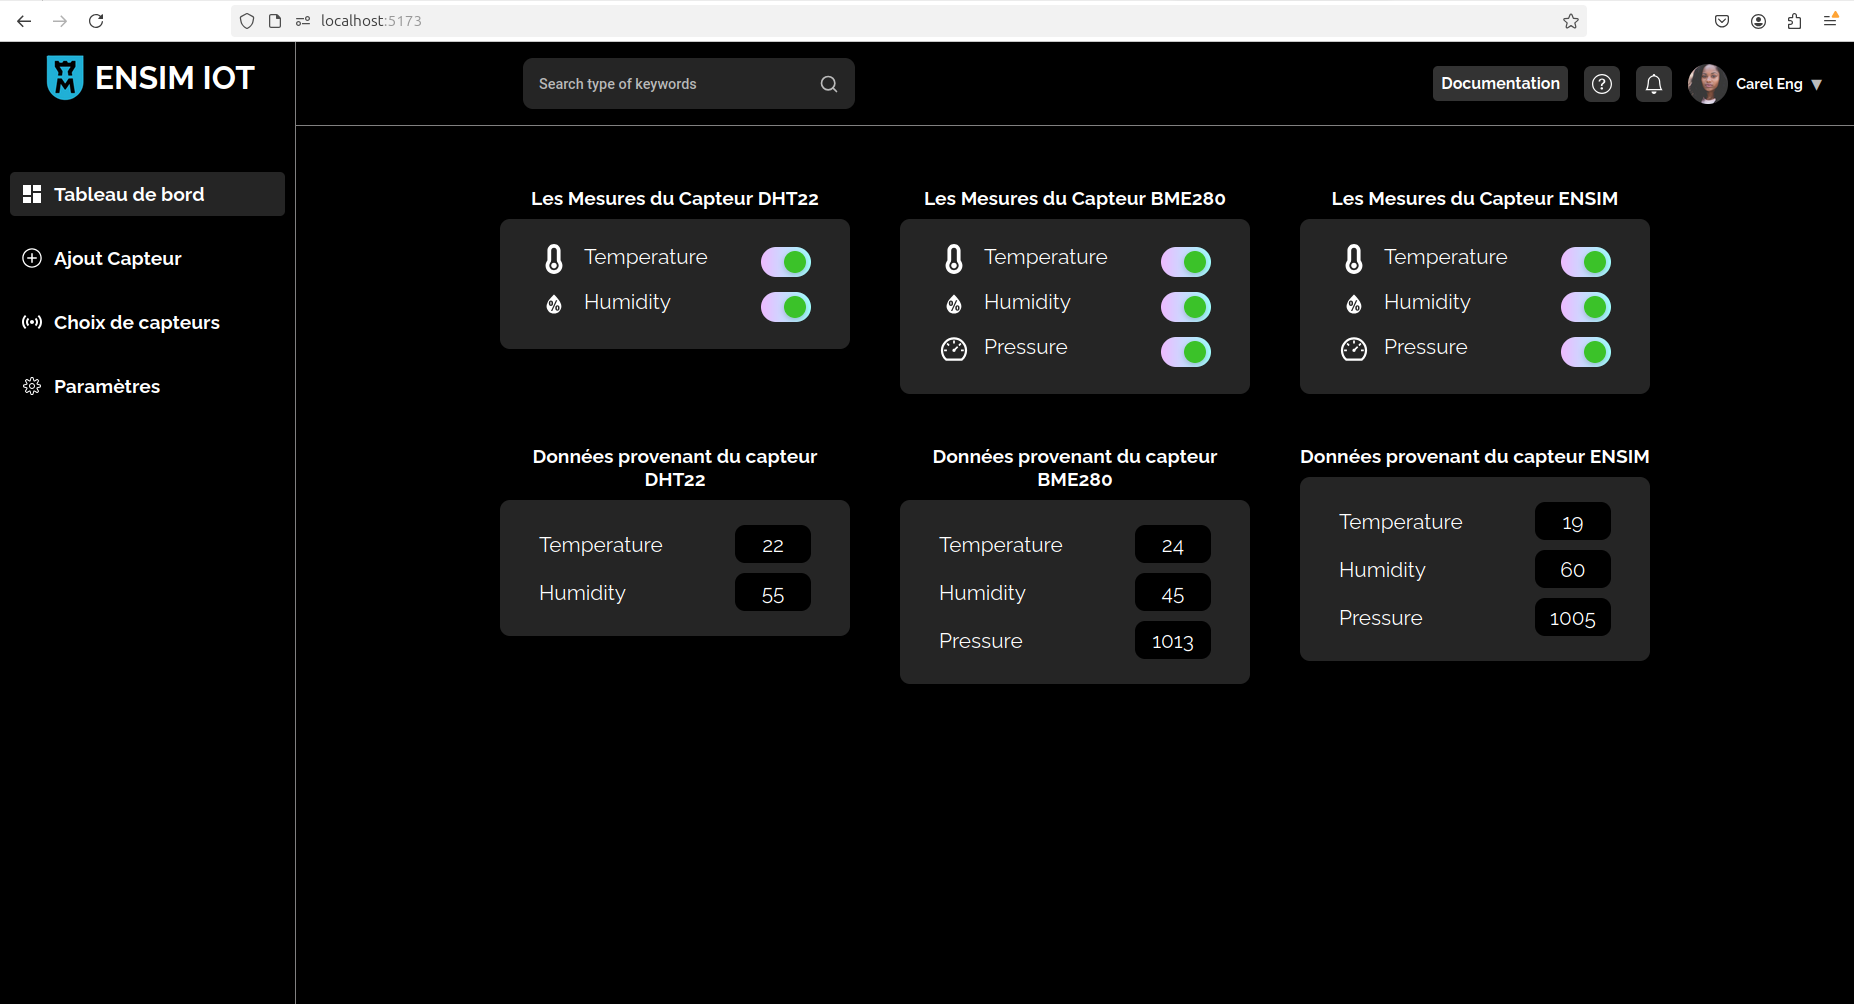 localhost:5173
ENSIM IOT
Search type of keywords
Documentation
Carel Eng
Tableau de bord
Ajout Capteur
Choix de capteurs
Paramètres
Les Mesures du Capteur DHT22
Temperature
Humidity
Les Mesures du Capteur BME280
Temperature
Humidity
Pressure
Les Mesures du Capteur ENSIM
Temperature
Humidity
Pressure
Données provenant du capteur
DHT22
Temperature 22
Humidity 55
Données provenant du capteur
BME280
Temperature 24
Humidity 45
Pressure 1013
Données provenant du capteur ENSIM
Temperature 19
Humidity 60
Pressure 1005